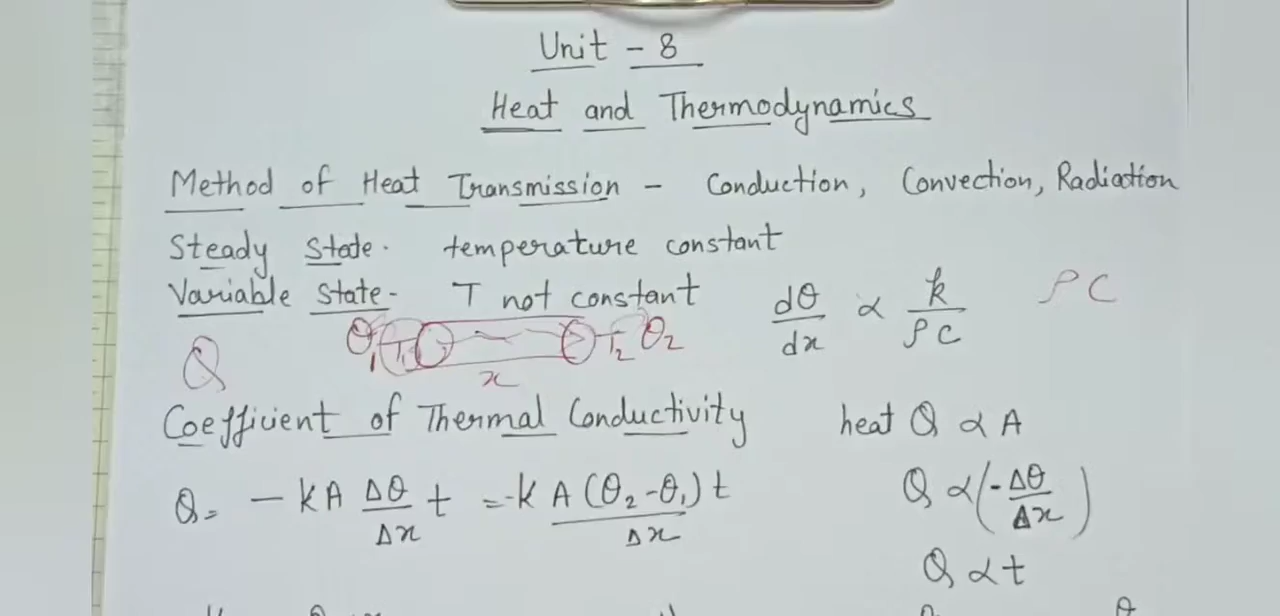 Unit - 8
Heat and Thermodynamics
Method of Heat Transmission - Conduction, Convection, Radiation
Steady State. temperature constant
Variable State- T not constant dθ/dx ∝ k/ρC ρC
Q θ₁ T₁ x T₂ θ₂
Coefficient of Thermal Conductivity heat Q ∝ A
Q = - KA Δθ/Δx t = -K A(θ₂-θ₁)t/Δx Q ∝ (-Δθ/Δx)
Q ∝ t